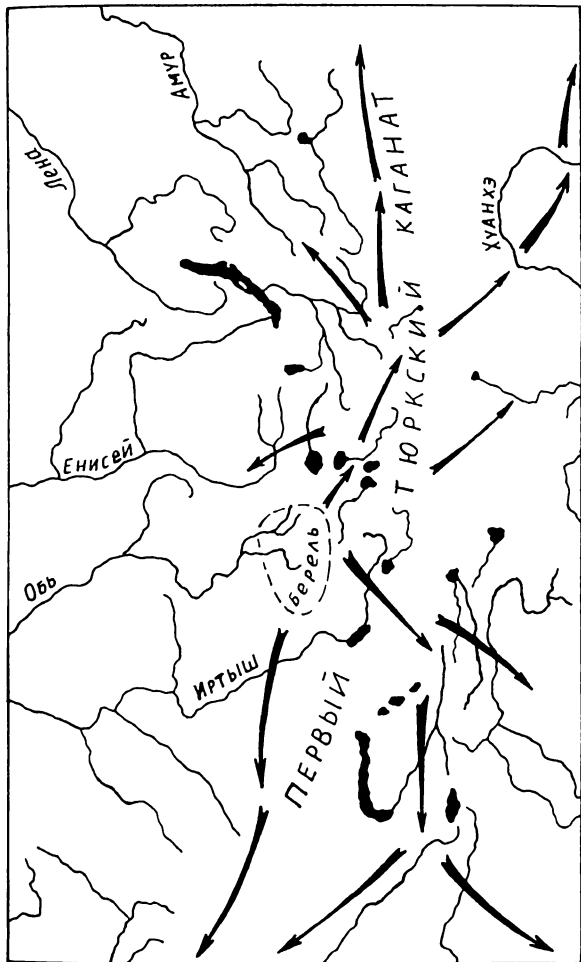 Амур
Лена
ХУАНХЭ
ЕНИСЕЙ
Обь
Берель
Иртыш
ПЕРВЫЙ ТЮРКСКИЙ КАГАНАТ